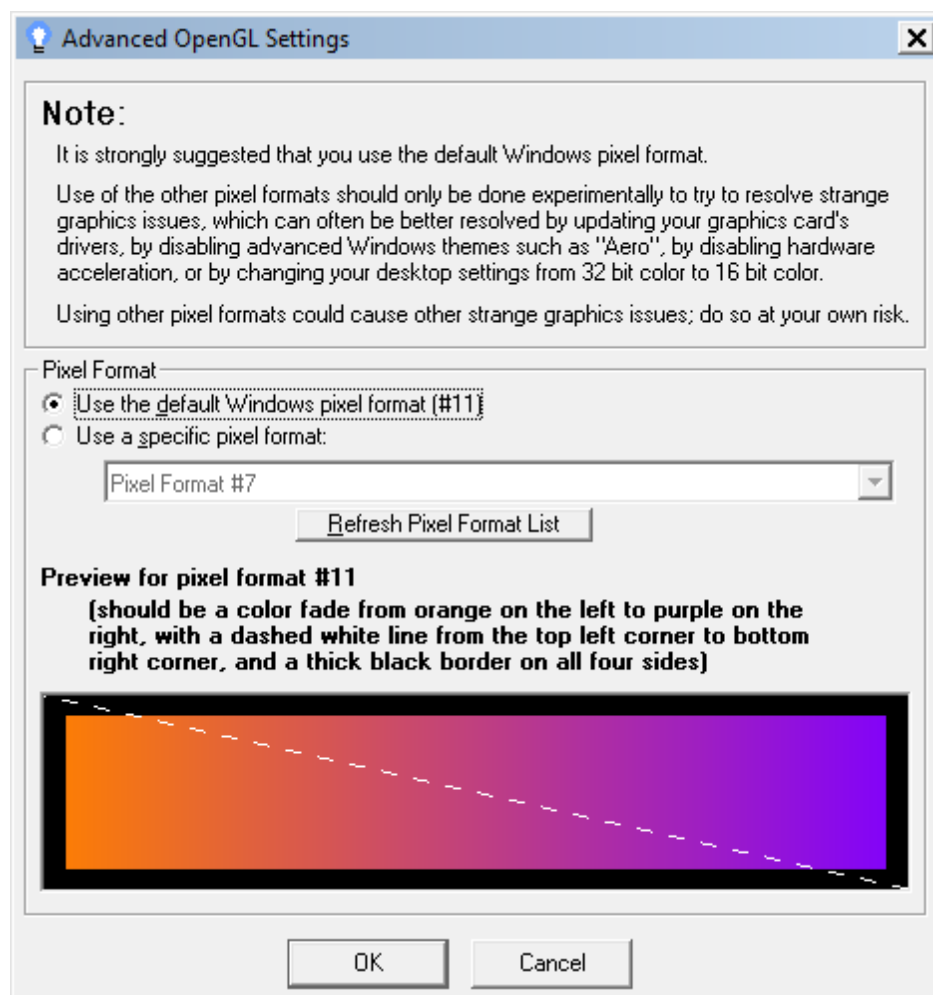 Advanced OpenGL Settings
Note:
It is strongly suggested that you use the default Windows pixel format.
Use of the other pixel formats should only be done experimentally to try to resolve strange
graphics issues, which can often be better resolved by updating your graphics card's
drivers, by disabling advanced Windows themes such as "Aero", by disabling hardware
acceleration, or by changing your desktop settings from 32 bit color to 16 bit color.
Using other pixel formats could cause other strange graphics issues; do so at your own risk.
Pixel Format
Use the default Windows pixel format (#11)
Use a specific pixel format:
Pixel Format #7
Refresh Pixel Format List
Preview for pixel format #11
(should be a color fade from orange on the left to purple on the
right, with a dashed white line from the top left corner to bottom
right corner, and a thick black border on all four sides)
OK
Cancel